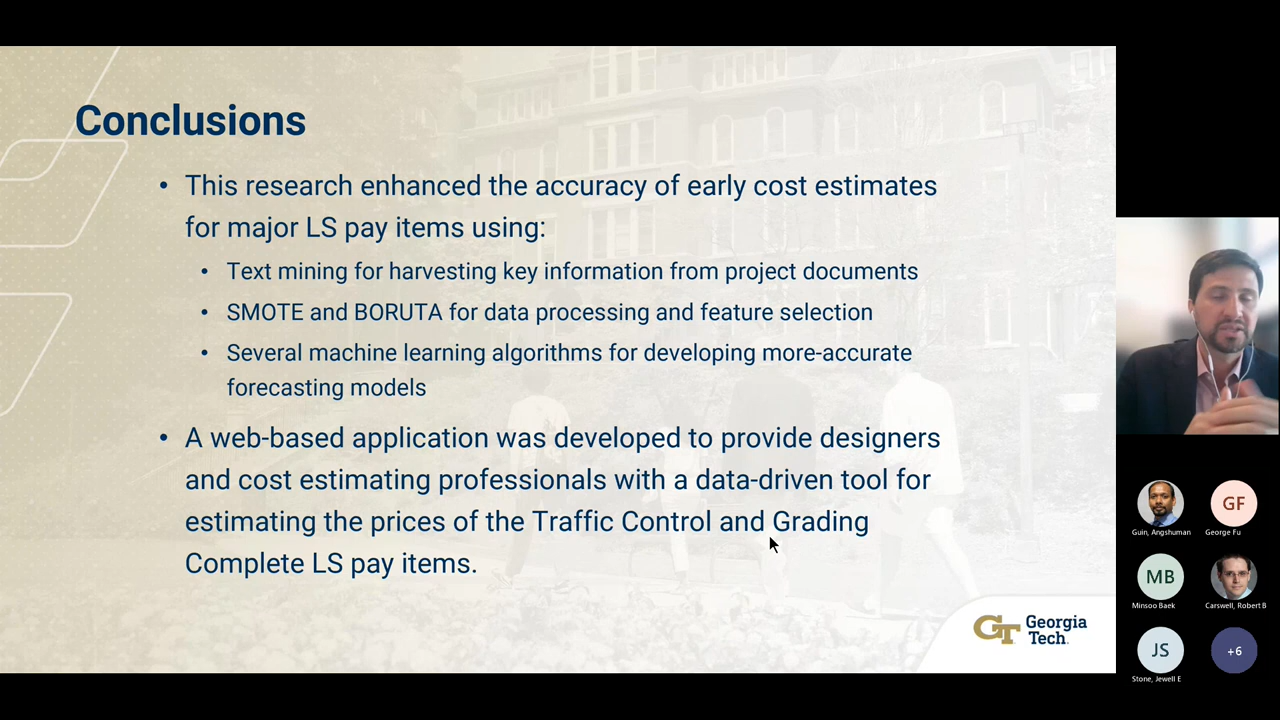 Conclusions
• This research enhanced the accuracy of early cost estimates
for major LS pay items using:
• Text mining for harvesting key information from project documents
• SMOTE and BORUTA for data processing and feature selection
• Several machine learning algorithms for developing more-accurate
forecasting models
• A web-based application was developed to provide designers
and cost estimating professionals with a data-driven tool for
estimating the prices of the Traffic Control and Grading
Complete LS pay items.
GT Georgia
Tech
GF
Guin, Angshuman
George Fu
MB
Minsoo Baek
Carswell, Robert B
JS
+6
Stone, Jewell E